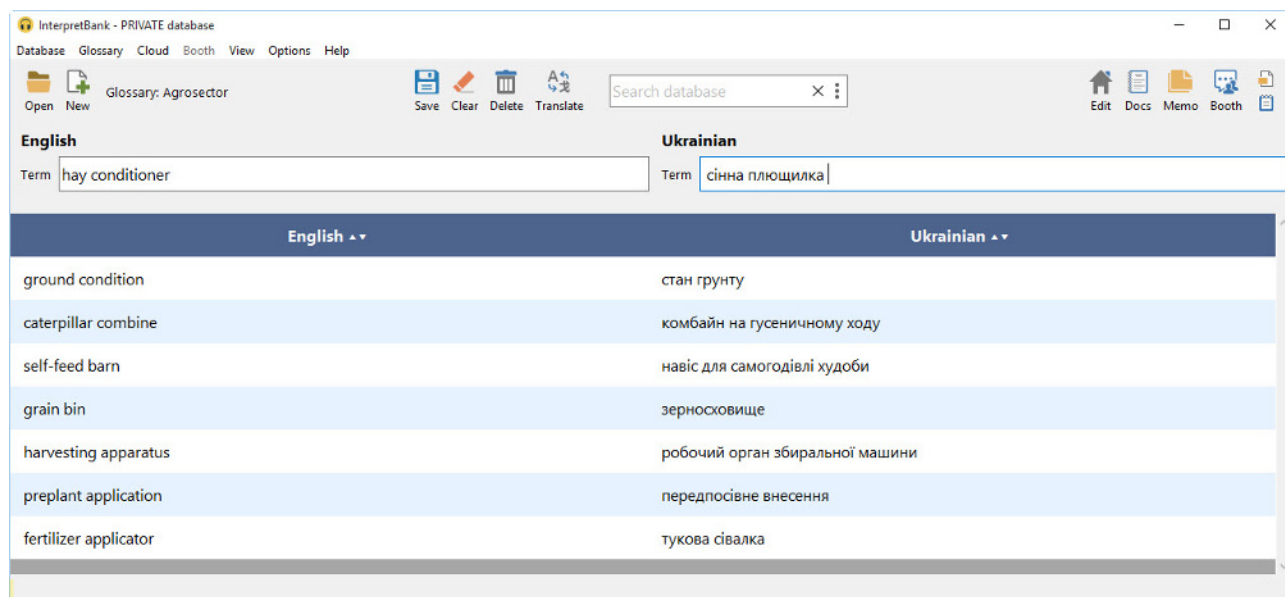 InterpretBank - PRIVATE database
Database Glossary Cloud Booth View Options Help
Open New Glossary: Agrosector Save Clear Delete Translate Search database Edit Docs Memo Booth
English Ukrainian
Term hay conditioner Term сінна плющилка
English Ukrainian
ground condition стан грунту
caterpillar combine комбайн на гусеничному ходу
self-feed barn навіс для самогодівлі худоби
grain bin зерносховище
harvesting apparatus робочий орган збиральної машини
preplant application передпосівне внесення
fertilizer applicator тукова сівалка